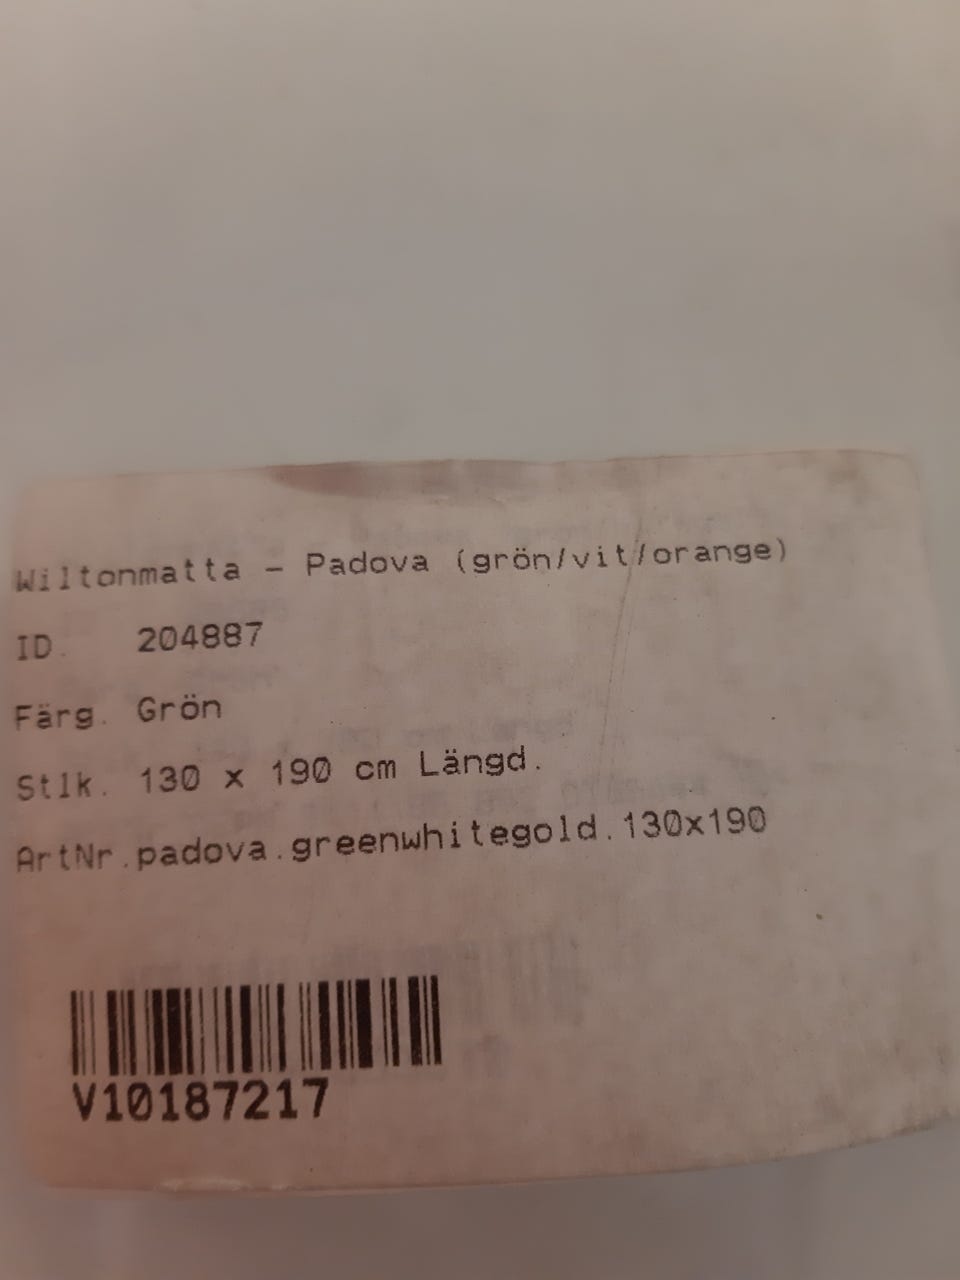 Wiltonmatta - Padova (grön/vit/orange)
ID. 204887
Färg. Grön
Stlk. 130 x 190 cm Längd.
ArtNr.padova.greenwhitegold.130x190
V10187217